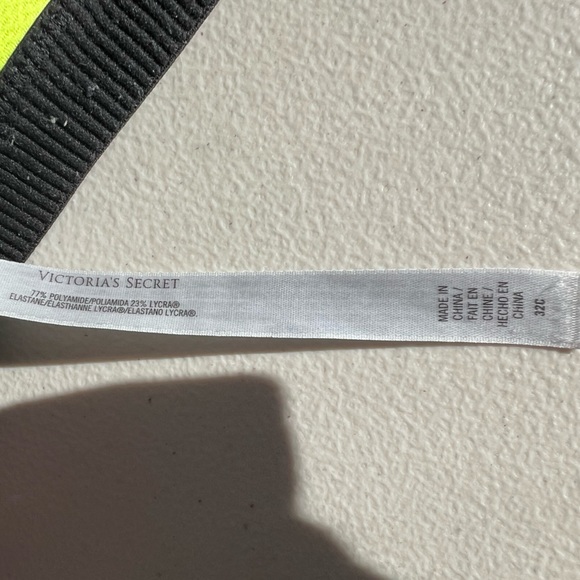 VICTORIA'S SECRET
77% POLYAMIDE/POLIAMIDA 23% LYCRA®
ELASTANE/ELASTHANNE LYCRA®/ELASTANO LYCRA®.
MADE IN
CHINA /
FAIT EN
CHINE /
HECHO EN
CHINA
32C